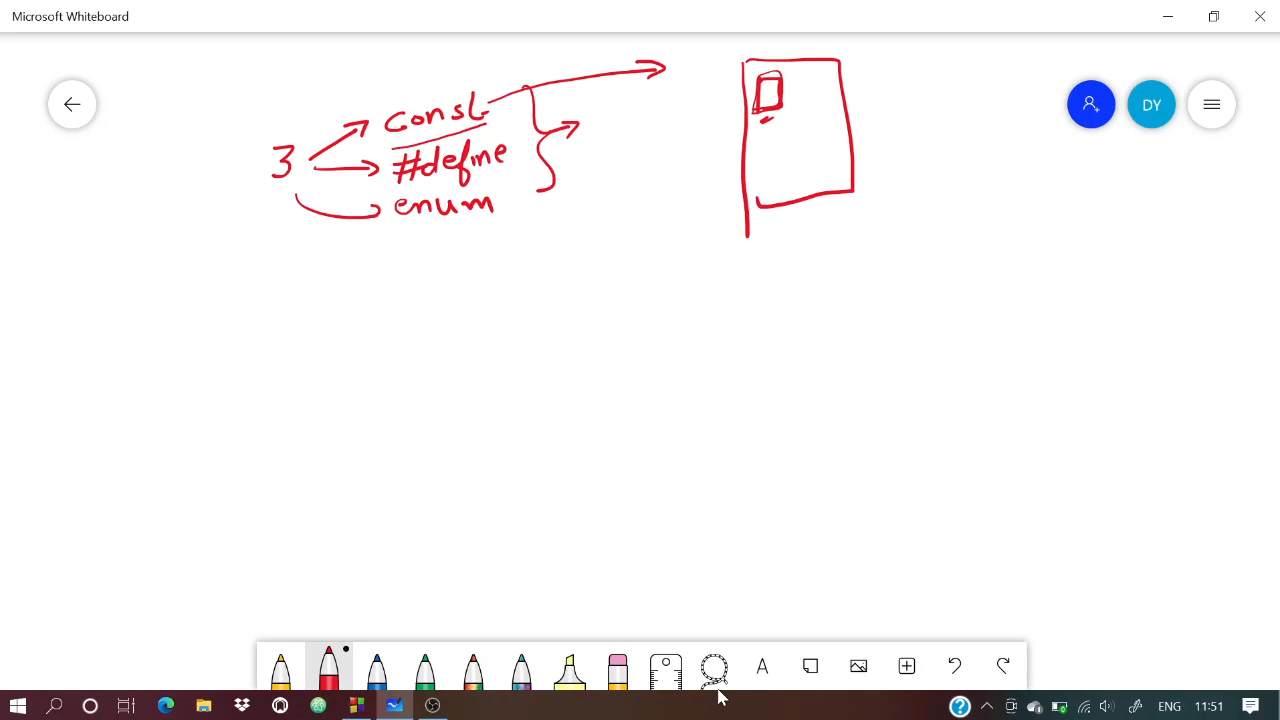 Microsoft Whiteboard
const
3
#define
enum
DY
A
ENG
11:51